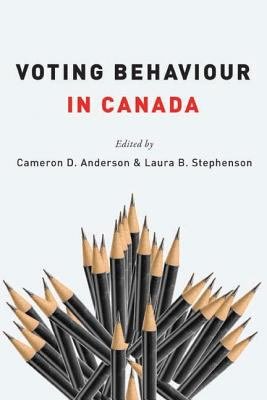 VOTING BEHAVIOUR
IN CANADA
Edited by
Cameron D. Anderson & Laura B. Stephenson